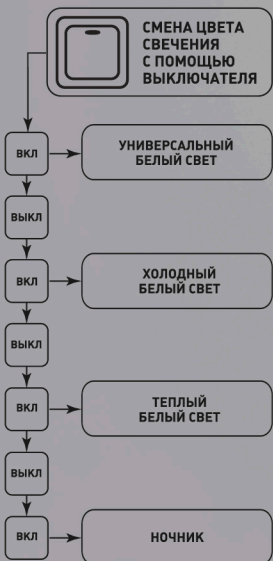 СМЕНА ЦВЕТА
СВЕЧЕНИЯ
С ПОМОЩЬЮ
ВЫКЛЮЧАТЕЛЯ
ВКЛ
УНИВЕРСАЛЬНЫЙ
БЕЛЫЙ СВЕТ
ВЫКЛ
ВКЛ
ХОЛОДНЫЙ
БЕЛЫЙ СВЕТ
ВЫКЛ
ВКЛ
ТЕПЛЫЙ
БЕЛЫЙ СВЕТ
ВЫКЛ
ВКЛ
НОЧНИК